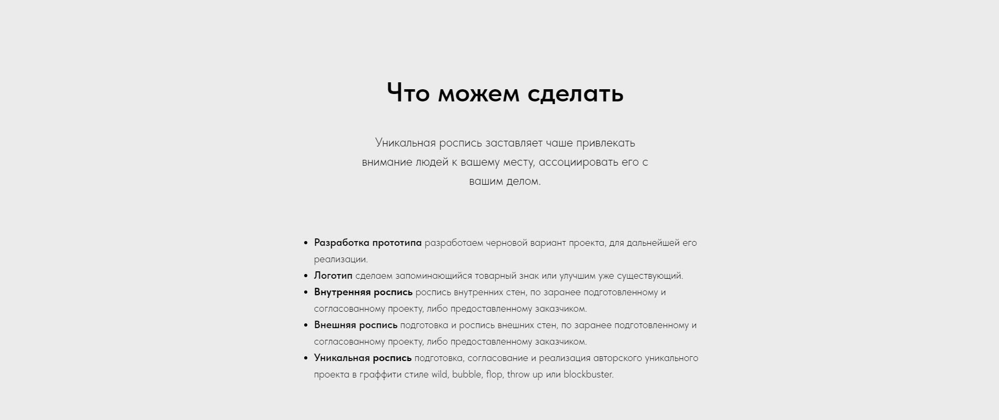 Что можем сделать
Уникальная роспись заставляет чаше привлекать
внимание людей к вашему месту, ассоциировать его с
вашим делом.
• Разработка прототипа разработаем черновой вариант проекта, для дальнейшей его
реализации.
• Логотип сделаем запоминающийся товарный знак или улучшим уже существующий.
• Внутренняя роспись роспись внутренних стен, по заранее подготовленному и
согласованному проекту, либо предоставленному заказчиком.
• Внешняя роспись подготовка и роспись внешних стен, по заранее подготовленному и
согласованному проекту, либо предоставленному заказчиком.
• Уникальная роспись подготовка, согласование и реализация авторского уникального
проекта в граффити стиле wild, bubble, flop, throw up или blockbuster.